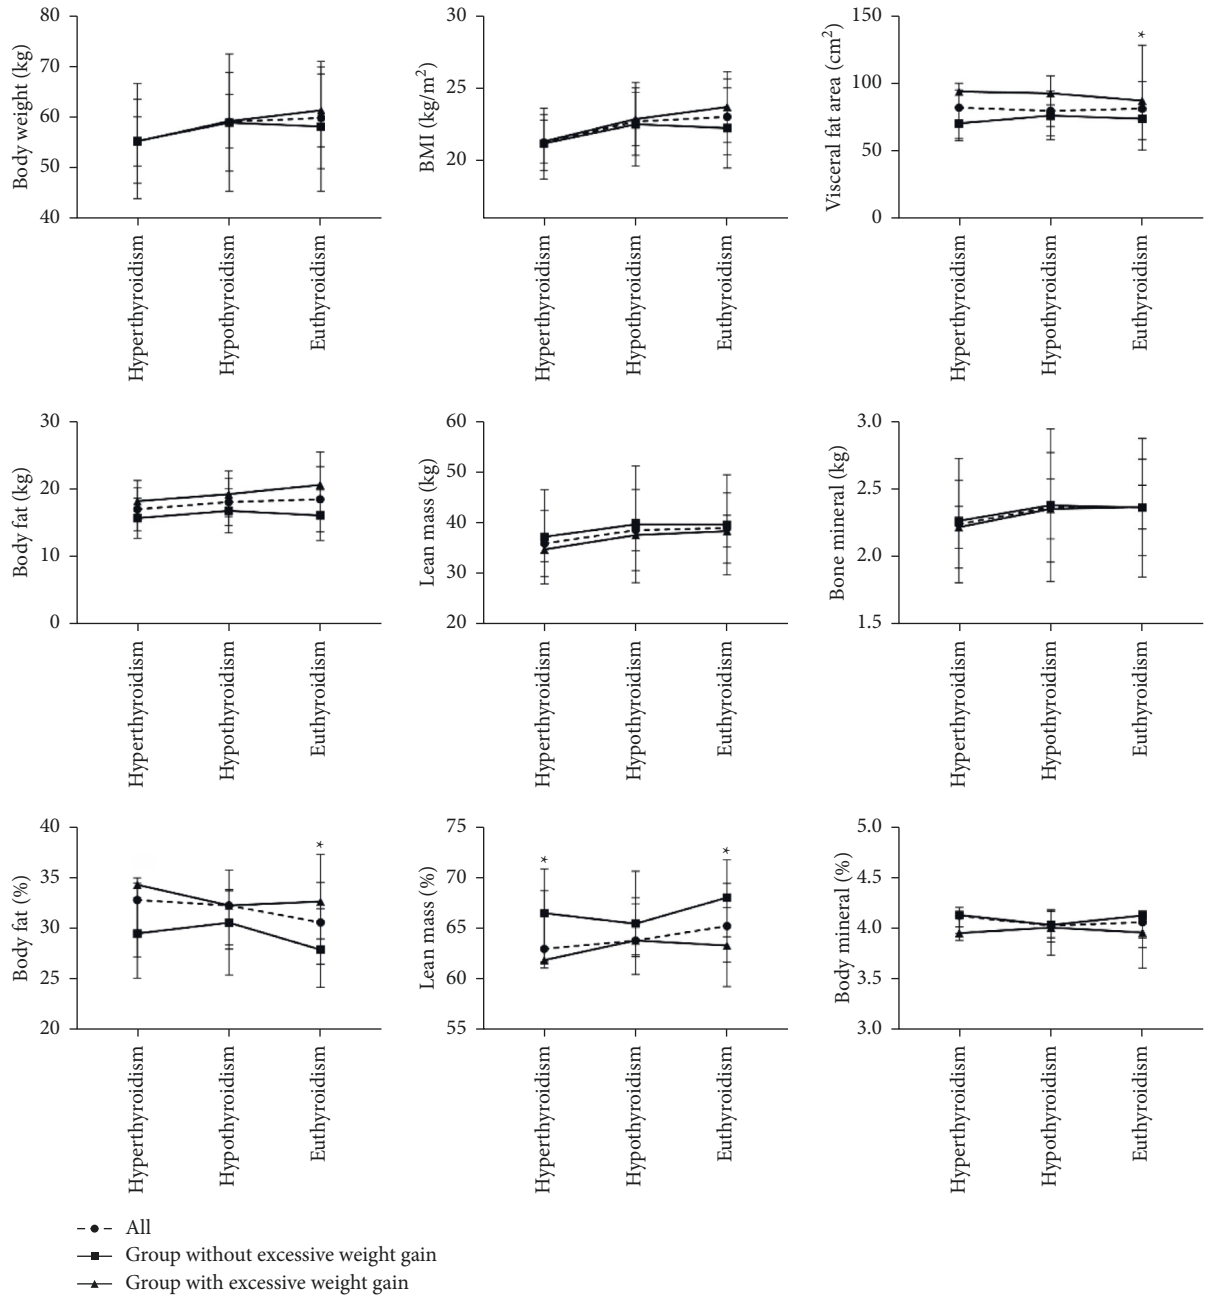 Body weight (kg)
80
70
60
50
40
Hyperthyroidism
Hypothyroidism
Euthyroidism
BMI (kg/m²)
30
25
20
Hyperthyroidism
Hypothyroidism
Euthyroidism
Visceral fat area (cm²)
150
100
50
0
*
Hyperthyroidism
Hypothyroidism
Euthyroidism
Body fat (kg)
30
20
10
0
Hyperthyroidism
Hypothyroidism
Euthyroidism
Lean mass (kg)
60
50
40
30
20
Hyperthyroidism
Hypothyroidism
Euthyroidism
Bone mineral (kg)
3.0
2.5
2.0
1.5
Hyperthyroidism
Hypothyroidism
Euthyroidism
Body fat (%)
40
35
30
25
20
*
Hyperthyroidism
Hypothyroidism
Euthyroidism
Lean mass (%)
75
70
65
60
55
*
*
Hyperthyroidism
Hypothyroidism
Euthyroidism
Body mineral (%)
5.0
4.5
4.0
3.5
3.0
Hyperthyroidism
Hypothyroidism
Euthyroidism
All
Group without excessive weight gain
Group with excessive weight gain